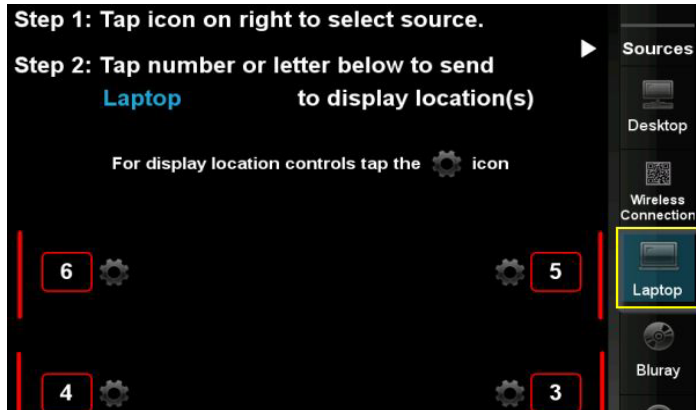 Step 1: Tap icon on right to select source.
Step 2: Tap number or letter below to send
Laptop to display location(s)
For display location controls tap the icon
6
5
4
3
Sources
Desktop
Wireless
Connection
Laptop
Bluray